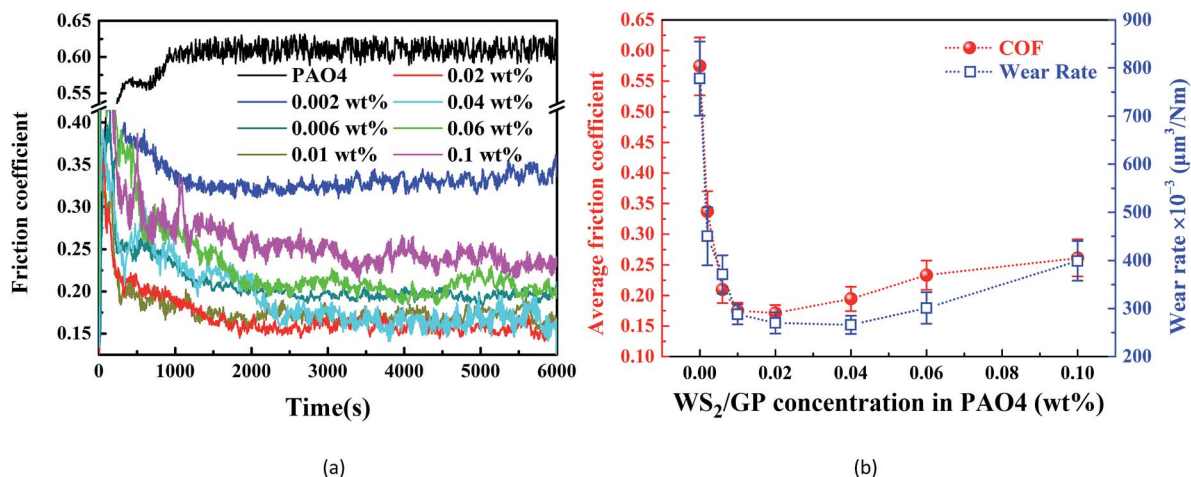 0.65
0.60
0.55
0.40
0.35
0.30
0.25
0.20
0.15
Friction coefficient
PAO4
0.02 wt%
0.002 wt%
0.04 wt%
0.006 wt%
0.06 wt%
0.01 wt%
0.1 wt%
0 1000 2000 3000 4000 5000 6000
Time(s)
(a)
0.65
0.60
0.55
0.50
0.45
0.40
0.35
0.30
0.25
0.20
0.15
0.10
Average friction coefficient
COF
Wear Rate
900
800
700
600
500
400
300
200
Wear rate ×10⁻³ (μm³/Nm)
0.00 0.02 0.04 0.06 0.08 0.10
WS₂/GP concentration in PAO4 (wt%)
(b)